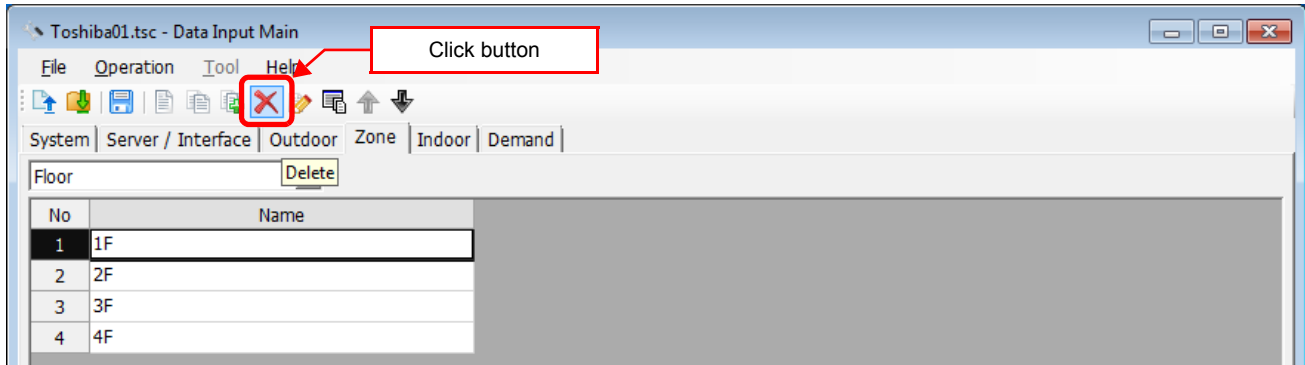 Toshiba01.tsc - Data Input Main
Click button
File Operation Tool Help
System Server / Interface Outdoor Zone Indoor Demand
Floor
Delete
No Name
1 1F
2 2F
3 3F
4 4F